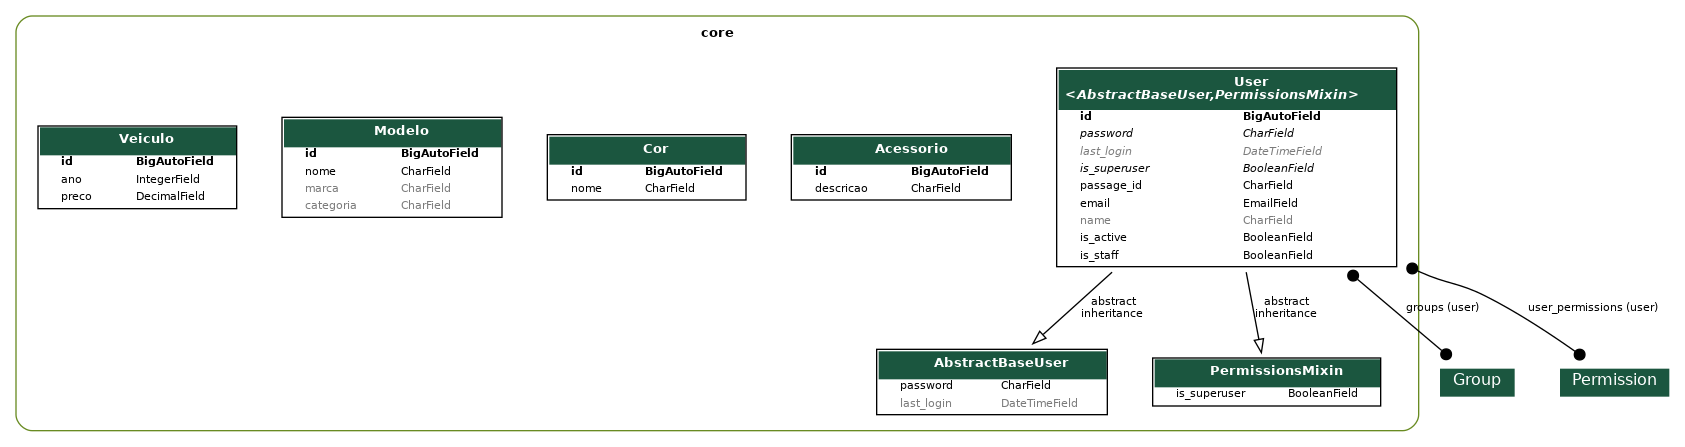 core
Veiculo
id BigAutoField
ano IntegerField
preco DecimalField
Modelo
id BigAutoField
nome CharField
marca CharField
categoria CharField
Cor
id BigAutoField
nome CharField
Acessorio
id BigAutoField
descricao CharField
User
<AbstractBaseUser,PermissionsMixin>
id BigAutoField
password CharField
last_login DateTimeField
is_superuser BooleanField
passage_id CharField
email EmailField
name CharField
is_active BooleanField
is_staff BooleanField
abstract
inheritance
abstract
inheritance
groups (user)
user_permissions (user)
AbstractBaseUser
password CharField
last_login DateTimeField
PermissionsMixin
is_superuser BooleanField
Group
Permission